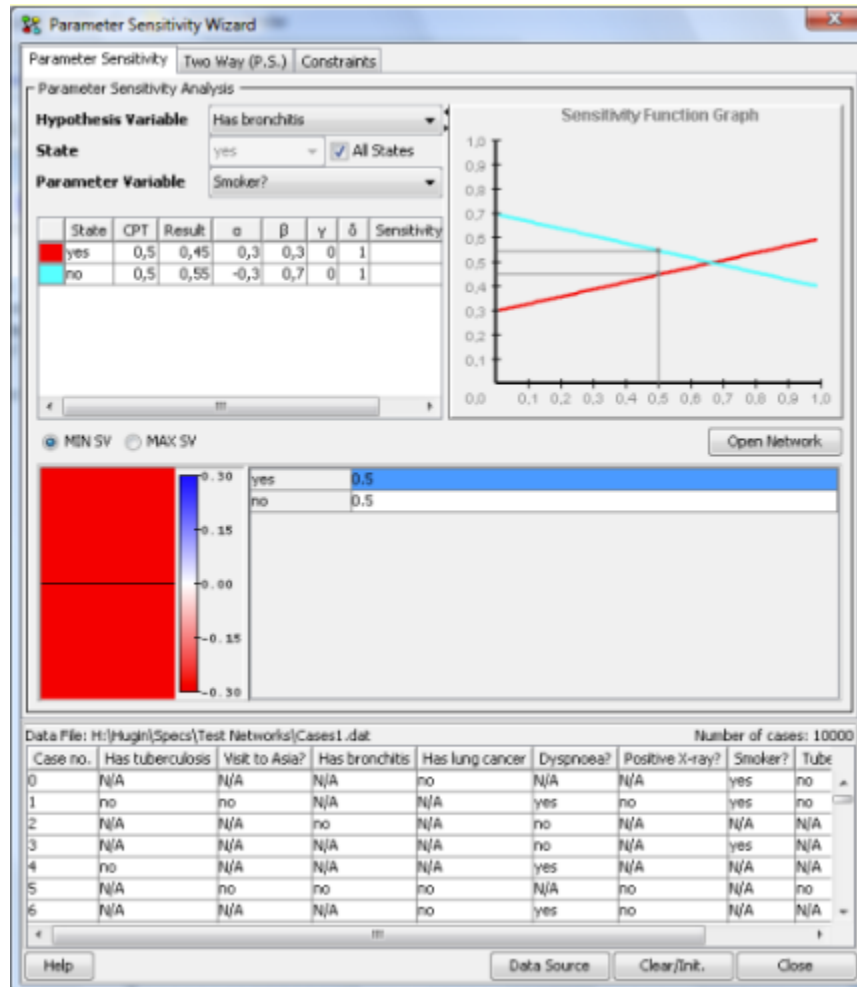 Parameter Sensitivity Wizard
Parameter Sensitivity Two Way (P.S.) Constraints
Parameter Sensitivity Analysis
Hypothesis Variable Has bronchitis
State yes All States
Parameter Variable Smoker?
State CPT Result α β γ δ Sensitivity
yes 0,5 0,45 0,3 0,3 0 1
no 0,5 0,55 -0,3 0,7 0 1
Sensitivity Function Graph
1,0
0,9
0,8
0,7
0,6
0,5
0,4
0,3
0,2
0,1
0,0 0,1 0,2 0,3 0,4 0,5 0,6 0,7 0,8 0,9 1,0
MIN SV MAX SV
Open Network
0.30
0.15
0.00
-0.15
-0.30
yes 0.5
no 0.5
Data File: H:\Hugin\Specs\Test Networks\Cases1.dat Number of cases: 10000
Case no. Has tuberculosis Visit to Asia? Has bronchitis Has lung cancer Dyspnoea? Positive X-ray? Smoker? Tube
0 N/A N/A N/A no N/A N/A yes no
1 no no N/A N/A yes no yes no
2 N/A N/A no N/A no N/A N/A N/A
3 N/A N/A N/A N/A no N/A yes N/A
4 no N/A N/A N/A yes N/A N/A N/A
5 N/A no no no N/A no no no
6 N/A N/A N/A no yes no N/A N/A
Help Data Source Clear/Init. Close